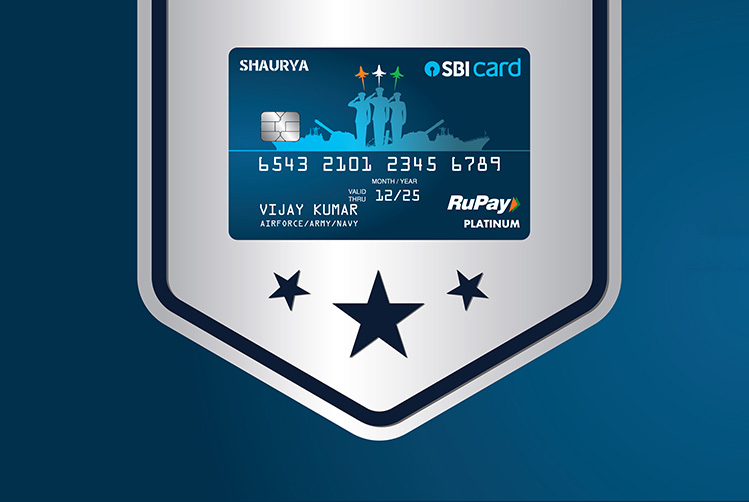 SHAURYA
SBI card
6543 2101 2345 6789
MONTH / YEAR
VALID THRU 12/25
VIJAY KUMAR
AIRFORCE/ARMY/NAVY
RuPay
PLATINUM